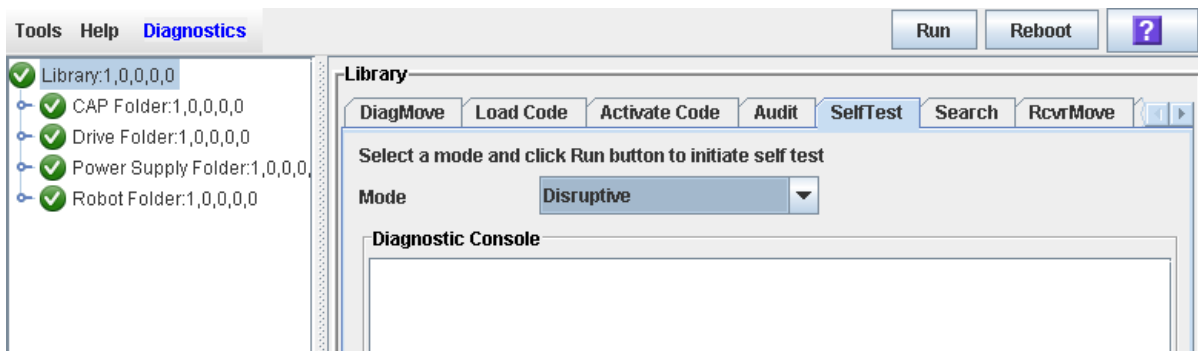 Tools Help Diagnostics Run Reboot ?
Library:1,0,0,0,0
CAP Folder:1,0,0,0,0
Drive Folder:1,0,0,0,0
Power Supply Folder:1,0,0,0,
Robot Folder:1,0,0,0,0
Library
DiagMove Load Code Activate Code Audit SelfTest Search RcvrMove
Select a mode and click Run button to initiate self test
Mode Disruptive
Diagnostic Console